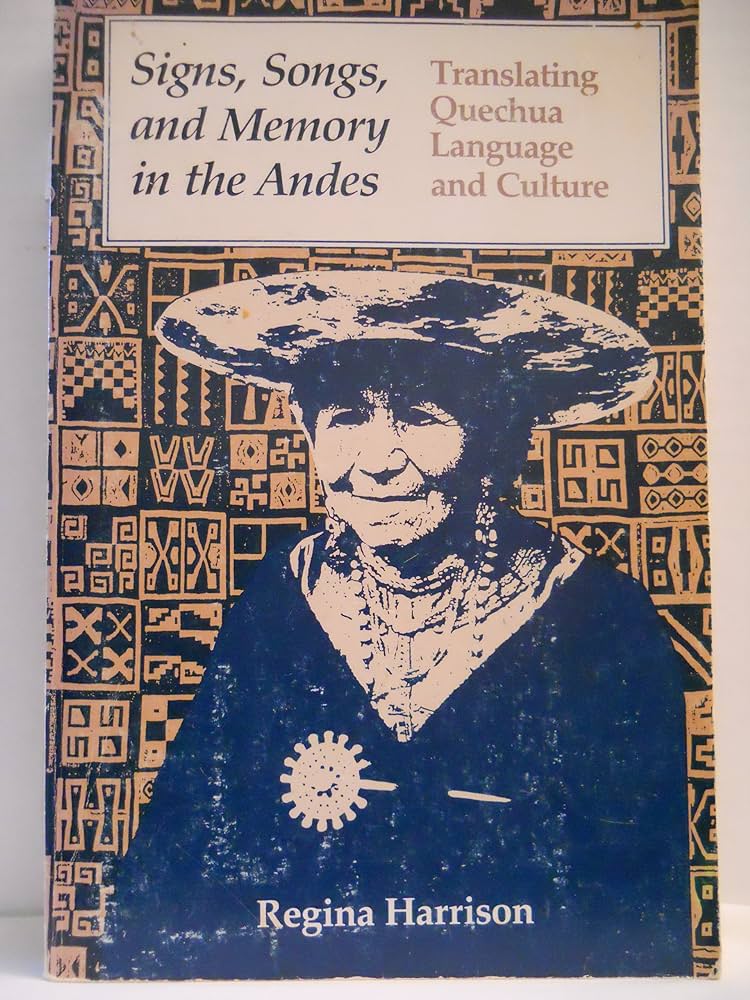 Signs, Songs,
and Memory
in the Andes
Translating
Quechua
Language
and Culture
Regina Harrison